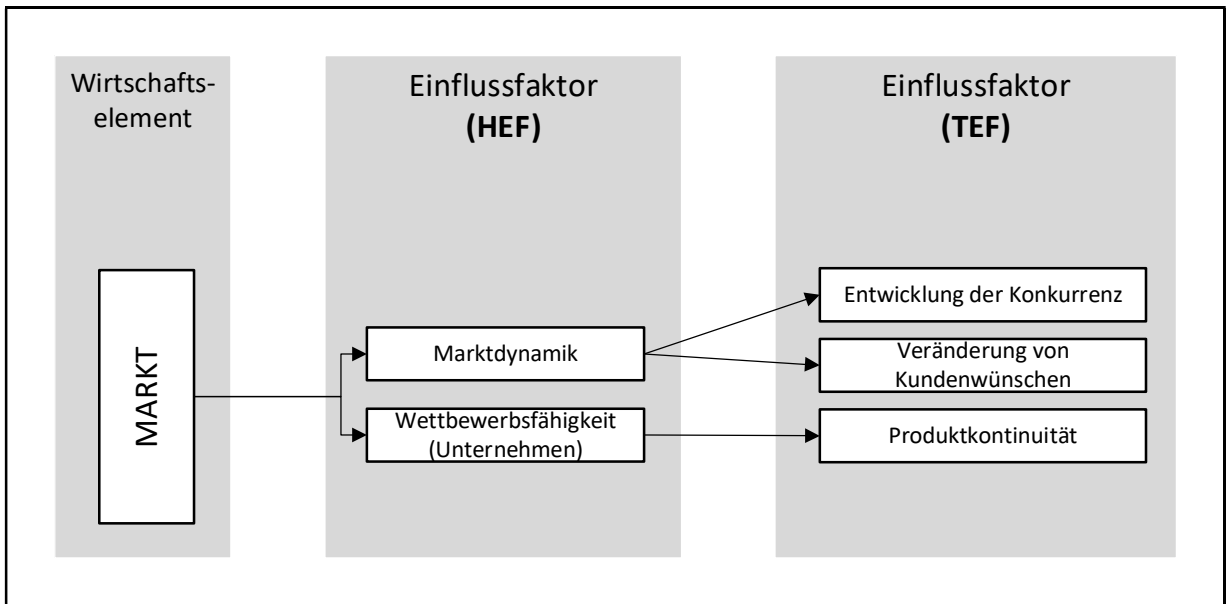 Wirtschafts-
element
Einflussfaktor
(HEF)
Einflussfaktor
(TEF)
MARKT
Marktdynamik
Wettbewerbsfähigkeit
(Unternehmen)
Entwicklung der Konkurrenz
Veränderung von
Kundenwünschen
Produktkontinuität